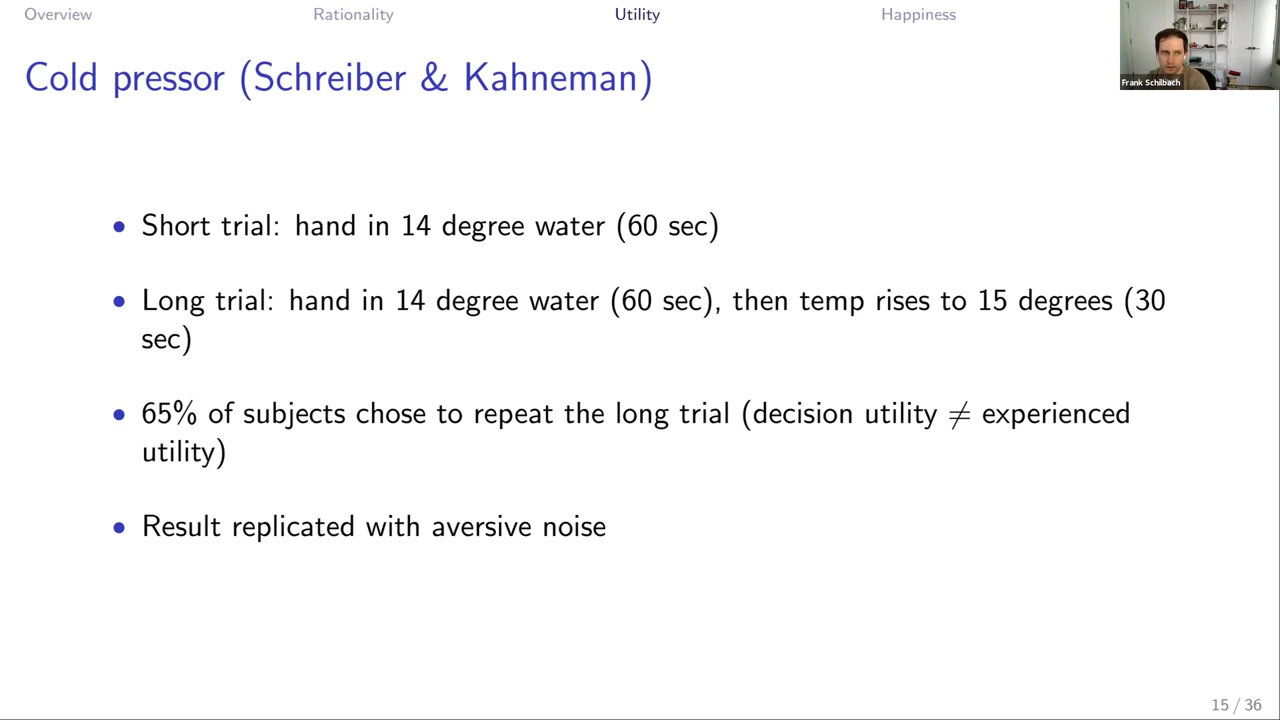 Overview Rationality Utility Happiness
Cold pressor (Schreiber & Kahneman)
Frank Schilbach
• Short trial: hand in 14 degree water (60 sec)
• Long trial: hand in 14 degree water (60 sec), then temp rises to 15 degrees (30
sec)
• 65% of subjects chose to repeat the long trial (decision utility ≠ experienced
utility)
• Result replicated with aversive noise
15 / 36